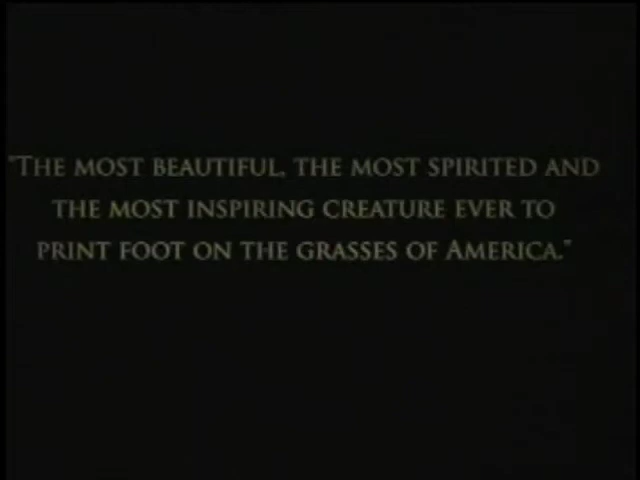 "The most beautiful, the most spirited and
the most inspiring creature ever to
print foot on the grasses of America."